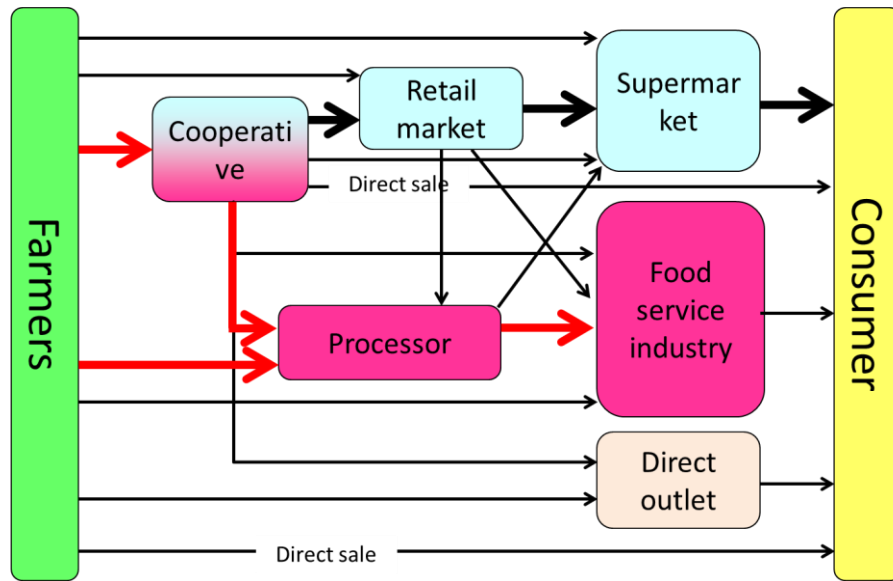 Farmers
Cooperati
ve
Retail
market
Supermar
ket
Direct sale
Food
service
industry
Processor
Direct
outlet
Direct sale
Consumer